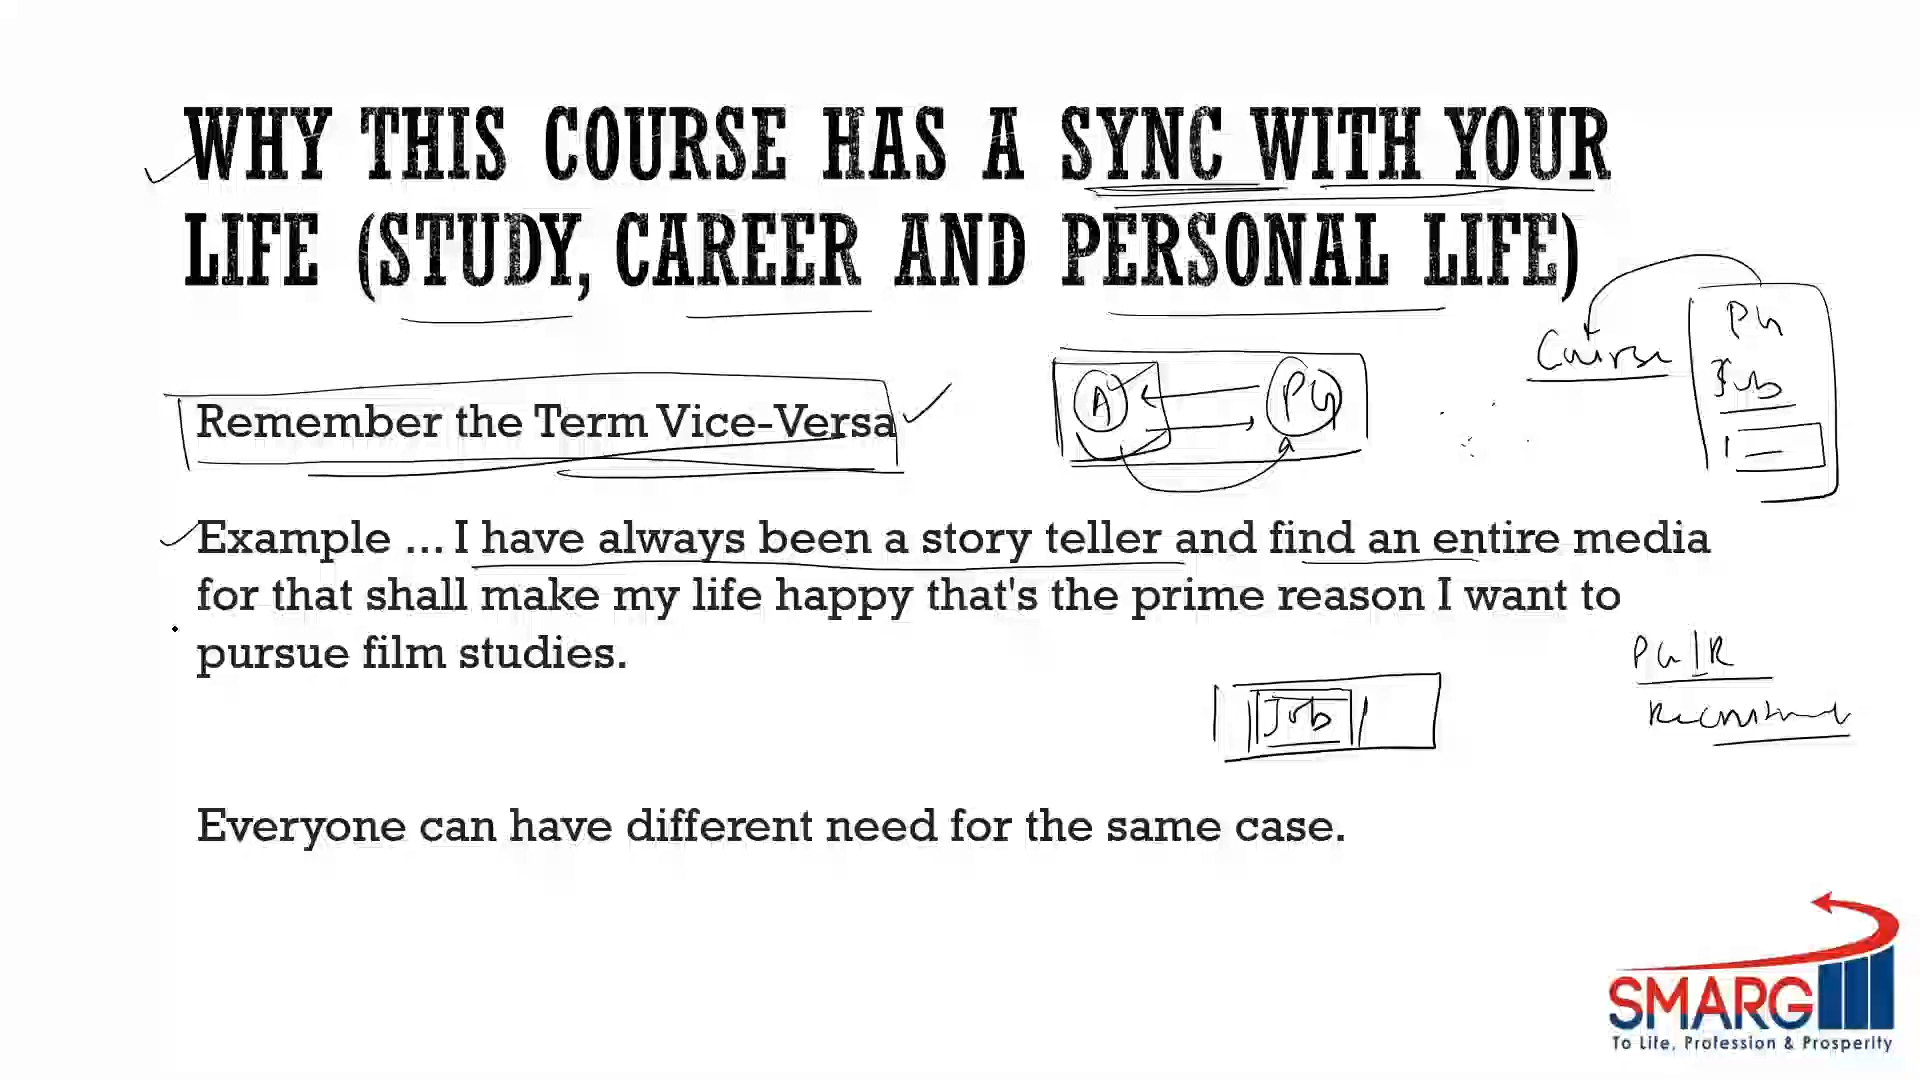 WHY THIS COURSE HAS A SYNC WITH YOUR
LIFE (STUDY, CAREER AND PERSONAL LIFE)
Course
Job
Remember the Term Vice-Versa
A
Example ... I have always been a story teller and find an entire media
for that shall make my life happy that's the prime reason I want to
pursue film studies.
Job
Everyone can have different need for the same case.
SMARG
To Life, Profession & Prosperity